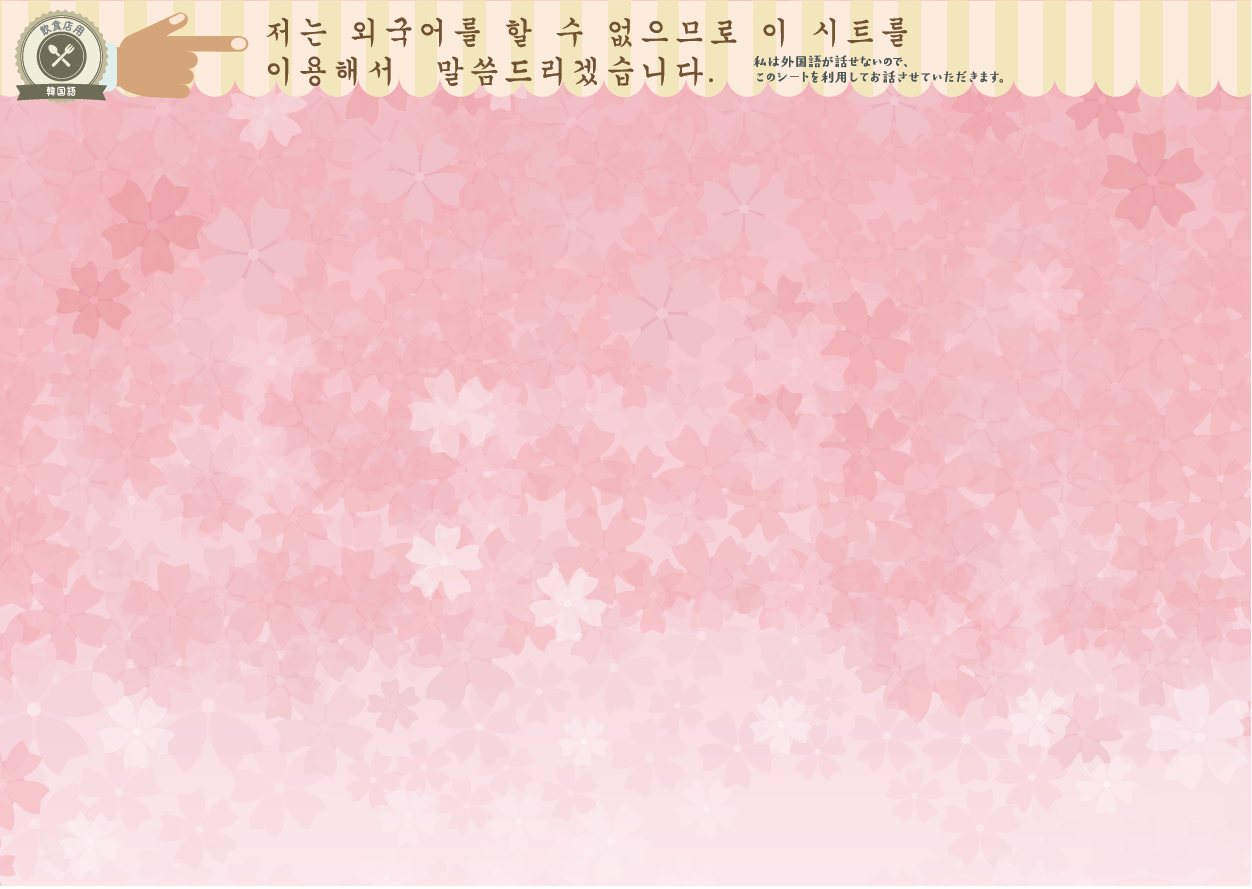 飲食店用
韓国語
저는 외국어를 할 수 없으므로 이 시트를
이용해서 말씀드리겠습니다.
私は外国語が話せないので、
このシートを利用してお話させていただきます。